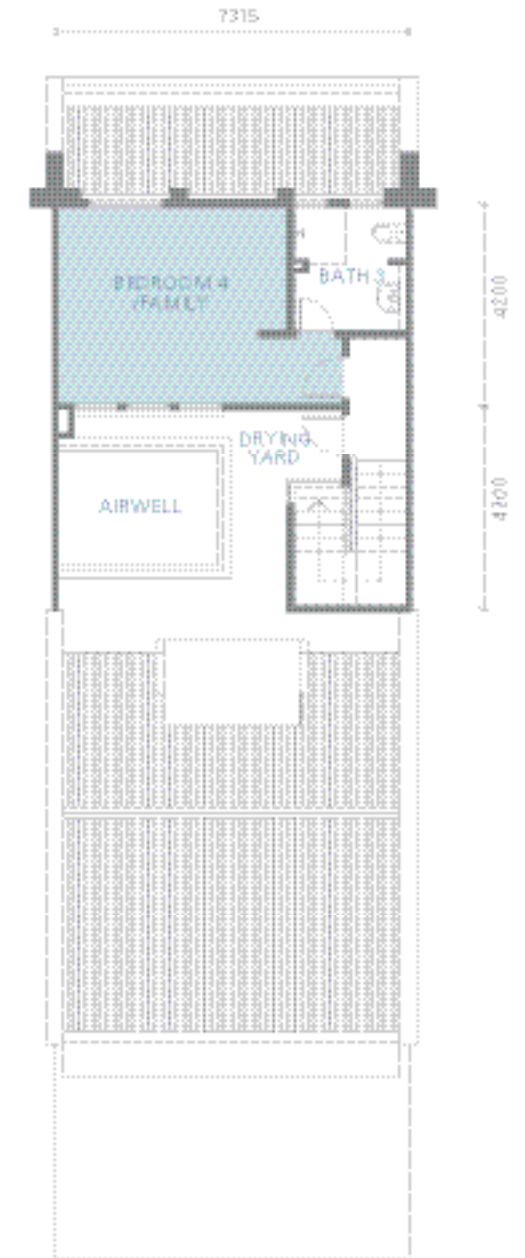 7315
BEDROOM 4
/FAMILY
BATH 3
4200
DRYING
YARD
AIRWELL
4200